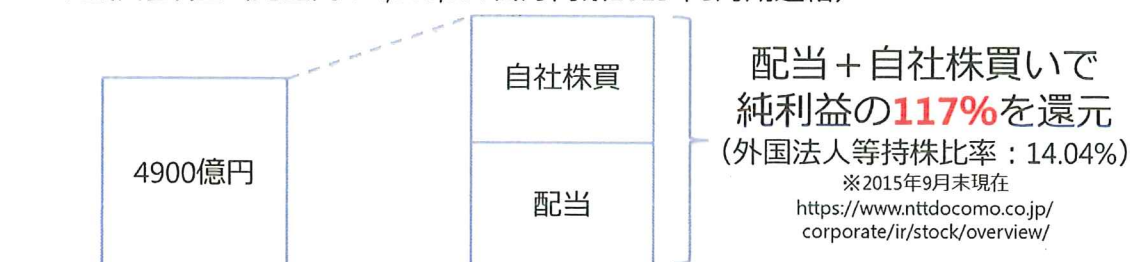 自社株買
配当＋自社株買いで
純利益の117%を還元
（外国法人等持株比率：14.04%）
※2015年9月末現在
https://www.nttdocomo.co.jp/
corporate/ir/stock/overview/
4900億円
配当